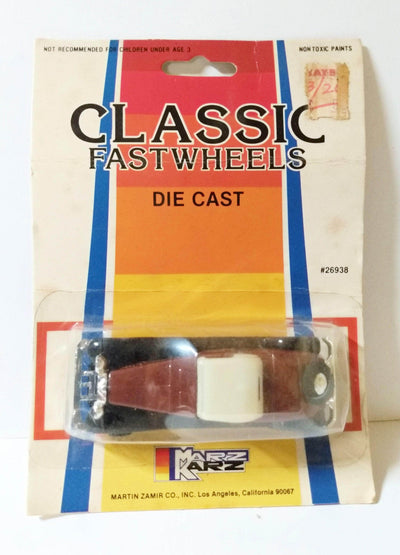 NOT RECOMMENDED FOR CHILDREN UNDER AGE 3
NON TOXIC PAINTS
CLASSIC
FASTWHEELS
DIE CAST
#26938
MARZ
KARZ
MARTIN ZAMIR CO., INC. Los Angeles, California 90067